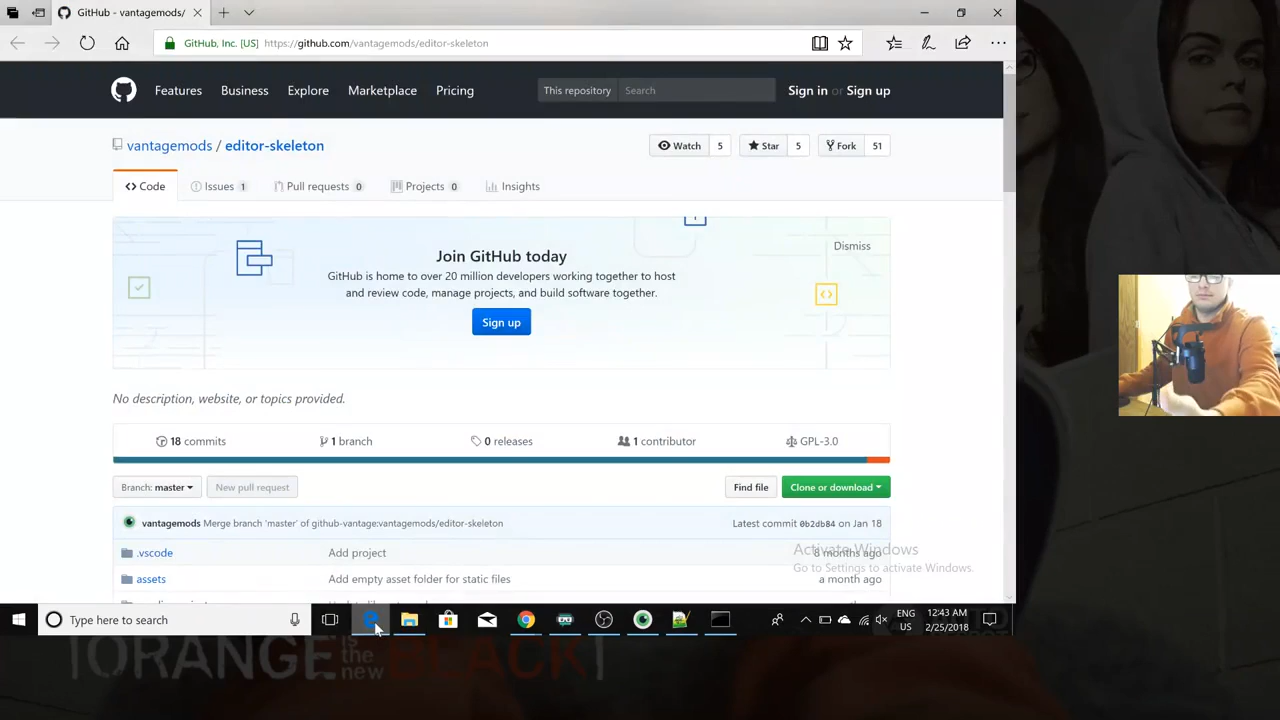 GitHub - vantagemods/
GitHub, Inc. [US] https://github.com/vantagemods/editor-skeleton
Features Business Explore Marketplace Pricing This repository Search Sign in or Sign up
vantagemods / editor-skeleton Watch 5 Star 5 Fork 51
Code Issues 1 Pull requests 0 Projects 0 Insights
Dismiss
Join GitHub today
GitHub is home to over 20 million developers working together to host
and review code, manage projects, and build software together.
Sign up
No description, website, or topics provided.
18 commits 1 branch 0 releases 1 contributor GPL-3.0
Branch: master New pull request Find file Clone or download
vantagemods Merge branch 'master' of github-vantage:vantagemods/editor-skeleton Latest commit 0b2db84 on Jan 18
.vscode Add project 8 months ago
Activate Windows
Go to Settings to activate Windows.
assets Add empty asset folder for static files a month ago
Type here to search ENG 12:43 AM
US 2/25/2018
ORANGE is the new BLACK